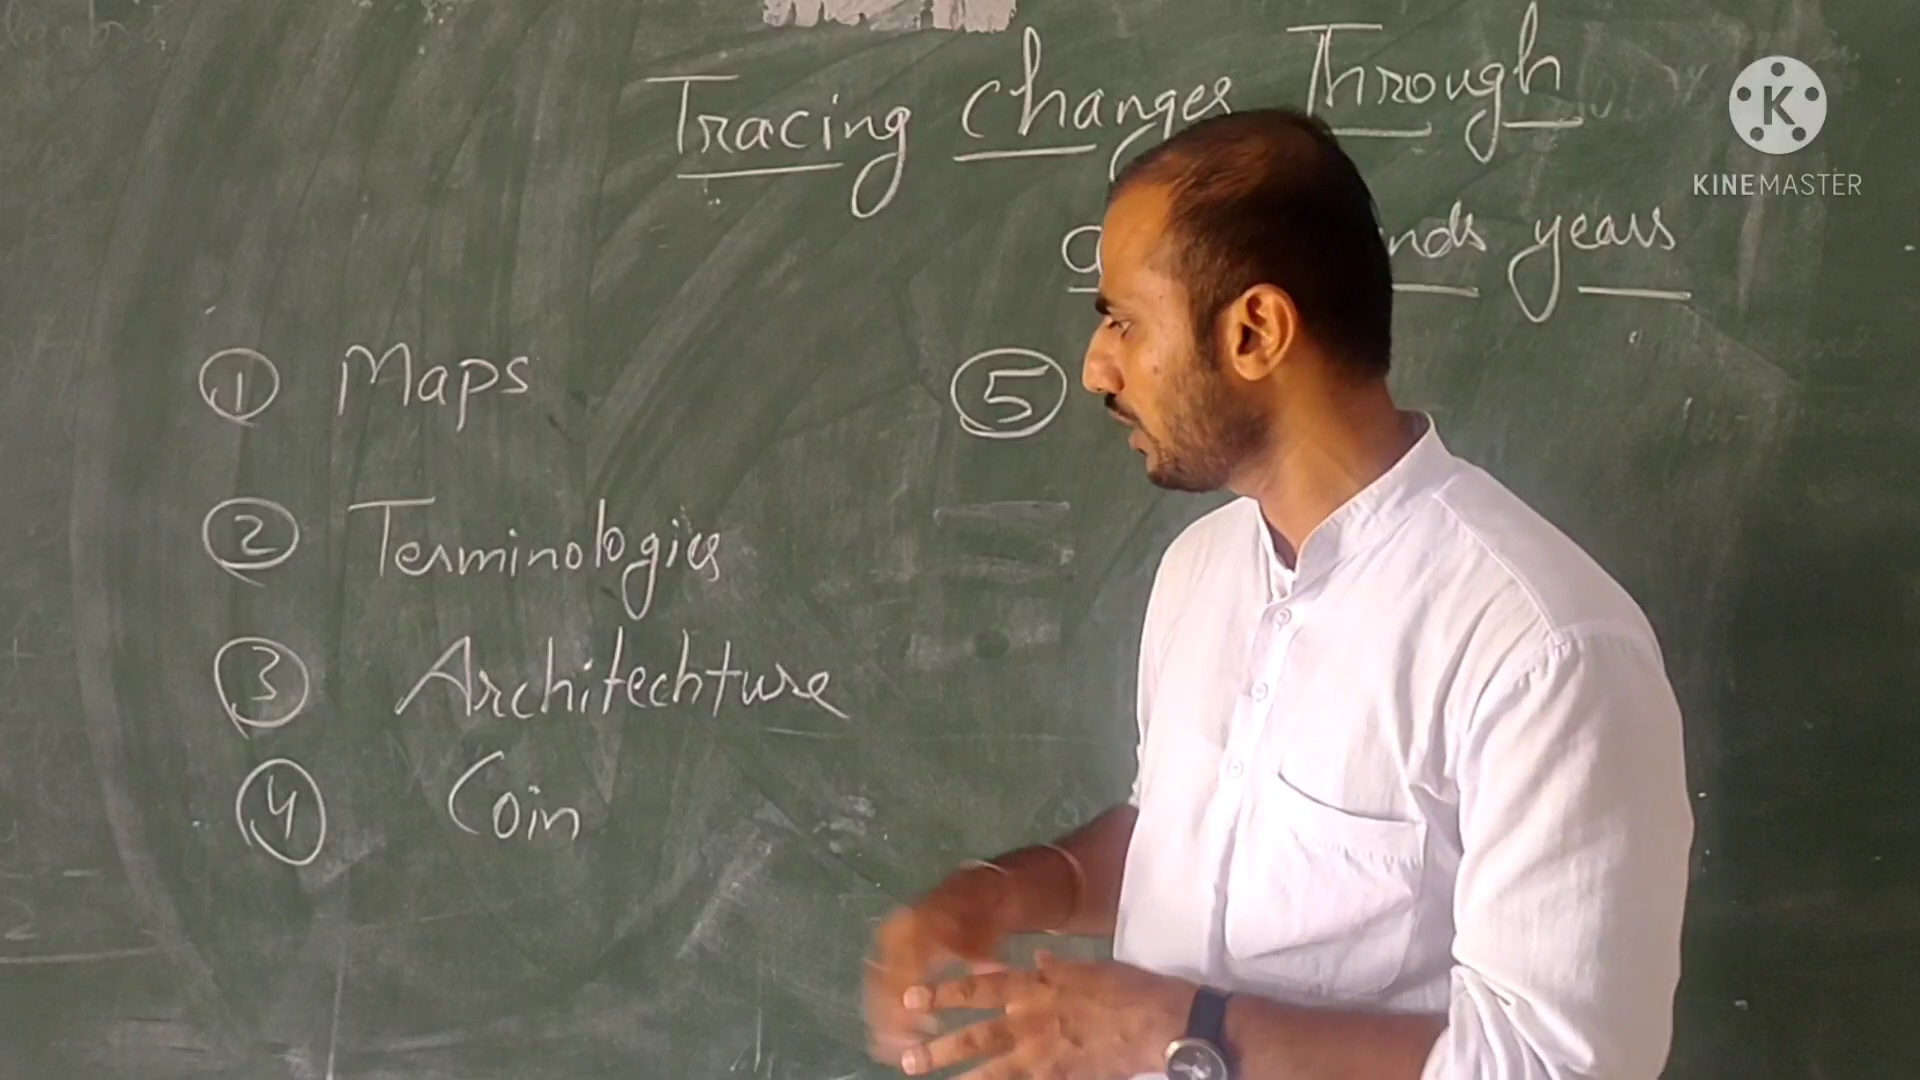 Tracing changes Through
years
① Maps
⑤
② Terminologies
③ Architechture
④ Coin
KINEMASTER